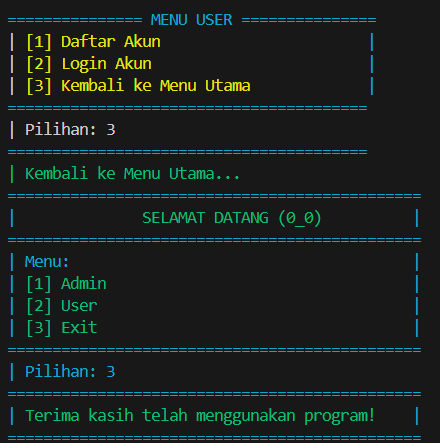 =============== MENU USER ===============
| [1] Daftar Akun                       |
| [2] Login Akun                        |
| [3] Kembali ke Menu Utama             |
========================================
| Pilihan: 3
========================================
| Kembali ke Menu Utama...
==============================================
|              SELAMAT DATANG (0_0)          |
==============================================
| Menu:                                      |
| [1] Admin                                  |
| [2] User                                   |
| [3] Exit                                   |
==============================================
| Pilihan: 3
==============================================
| Terima kasih telah menggunakan program!    |
==============================================